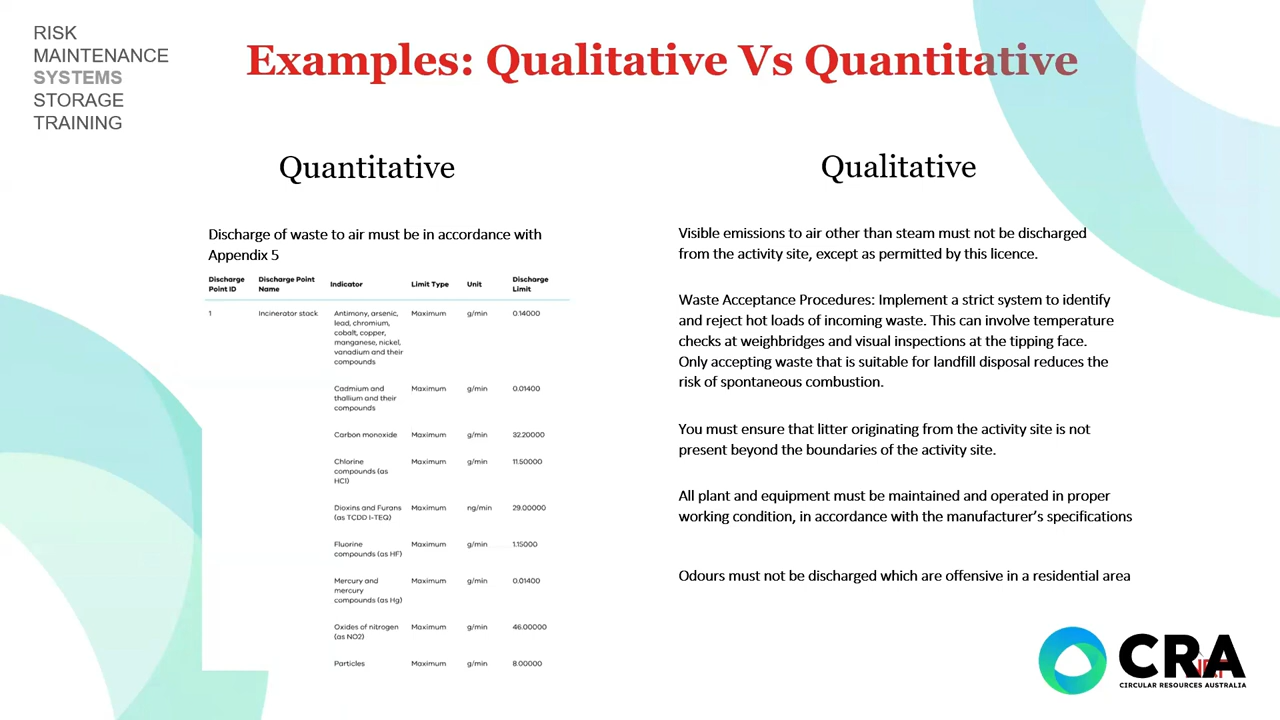 RISK
MAINTENANCE
SYSTEMS
STORAGE
TRAINING
Examples: Qualitative Vs Quantitative
Quantitative
Discharge of waste to air must be in accordance with
Appendix 5
Discharge Point ID Discharge Point Name Indicator Limit Type Unit Discharge Limit
1 Incinerator stack Antimony, arsenic, lead, chromium, cobalt, copper, manganese, nickel, vanadium and their compounds Maximum g/min 0.14000
Cadmium and thallium and their compounds Maximum g/min 0.01400
Carbon monoxide Maximum g/min 32.20000
Chlorine compounds (as HCl) Maximum g/min 11.50000
Dioxins and Furans (as TCDD I-TEQ) Maximum ng/min 29.00000
Fluorine compounds (as HF) Maximum g/min 1.15000
Mercury and mercury compounds (as Hg) Maximum g/min 0.01400
Oxides of nitrogen (as NO2) Maximum g/min 46.00000
Particles Maximum g/min 8.00000
Qualitative
Visible emissions to air other than steam must not be discharged
from the activity site, except as permitted by this licence.
Waste Acceptance Procedures: Implement a strict system to identify
and reject hot loads of incoming waste. This can involve temperature
checks at weighbridges and visual inspections at the tipping face.
Only accepting waste that is suitable for landfill disposal reduces the
risk of spontaneous combustion.
You must ensure that litter originating from the activity site is not
present beyond the boundaries of the activity site.
All plant and equipment must be maintained and operated in proper
working condition, in accordance with the manufacturer's specifications
Odours must not be discharged which are offensive in a residential area
CRA
CIRCULAR RESOURCES AUSTRALIA